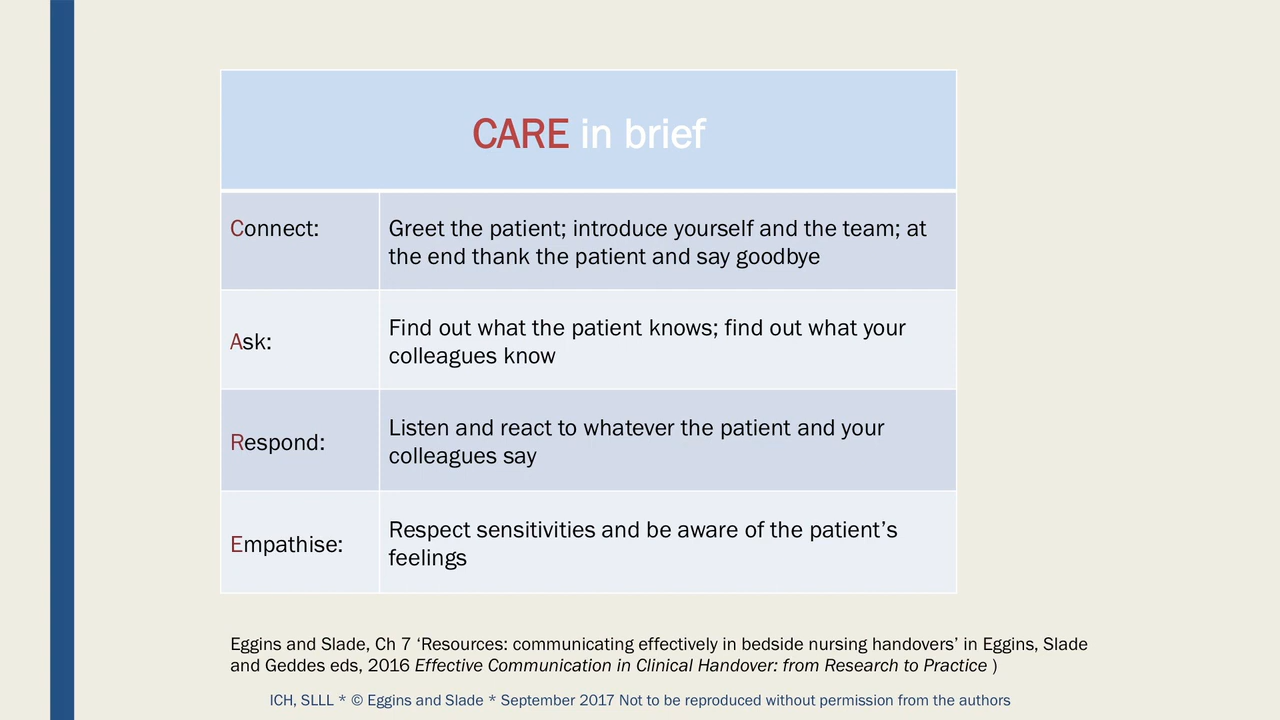 CARE in brief
Connect:
Greet the patient; introduce yourself and the team; at
the end thank the patient and say goodbye
Ask:
Find out what the patient knows; find out what your
colleagues know
Respond:
Listen and react to whatever the patient and your
colleagues say
Empathise:
Respect sensitivities and be aware of the patient’s
feelings
Eggins and Slade, Ch 7 ‘Resources: communicating effectively in bedside nursing handovers’ in Eggins, Slade
and Geddes eds, 2016 Effective Communication in Clinical Handover: from Research to Practice )
ICH, SLLL * © Eggins and Slade * September 2017 Not to be reproduced without permission from the authors